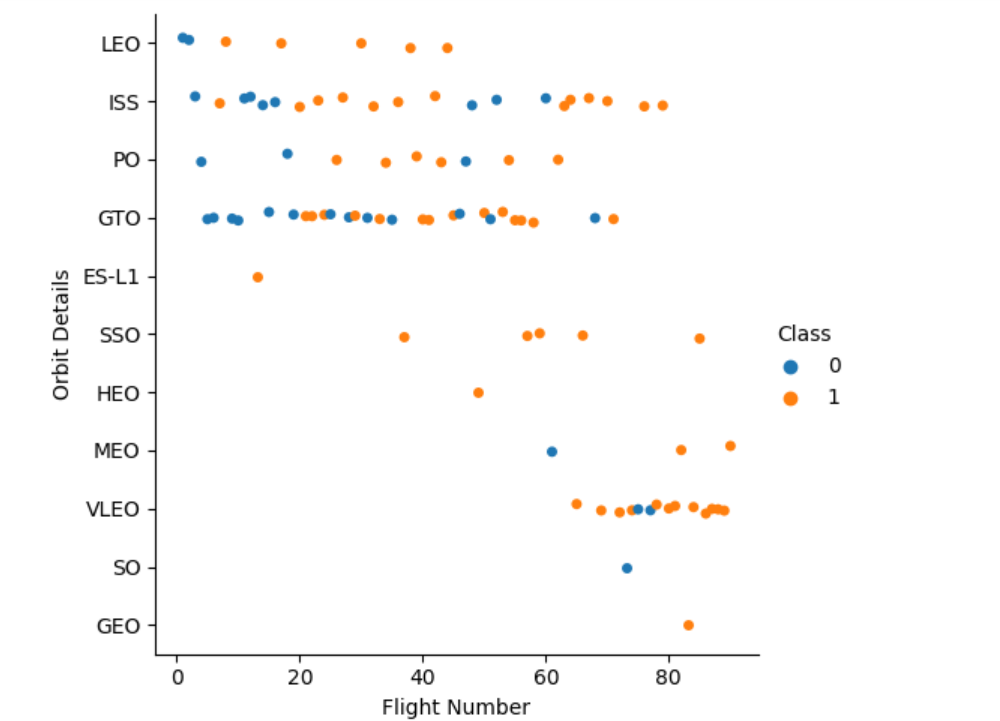 LEO
ISS
PO
GTO
ES-L1
SSO
HEO
MEO
VLEO
SO
GEO
Orbit Details
0 20 40 60 80
Flight Number
Class
0
1